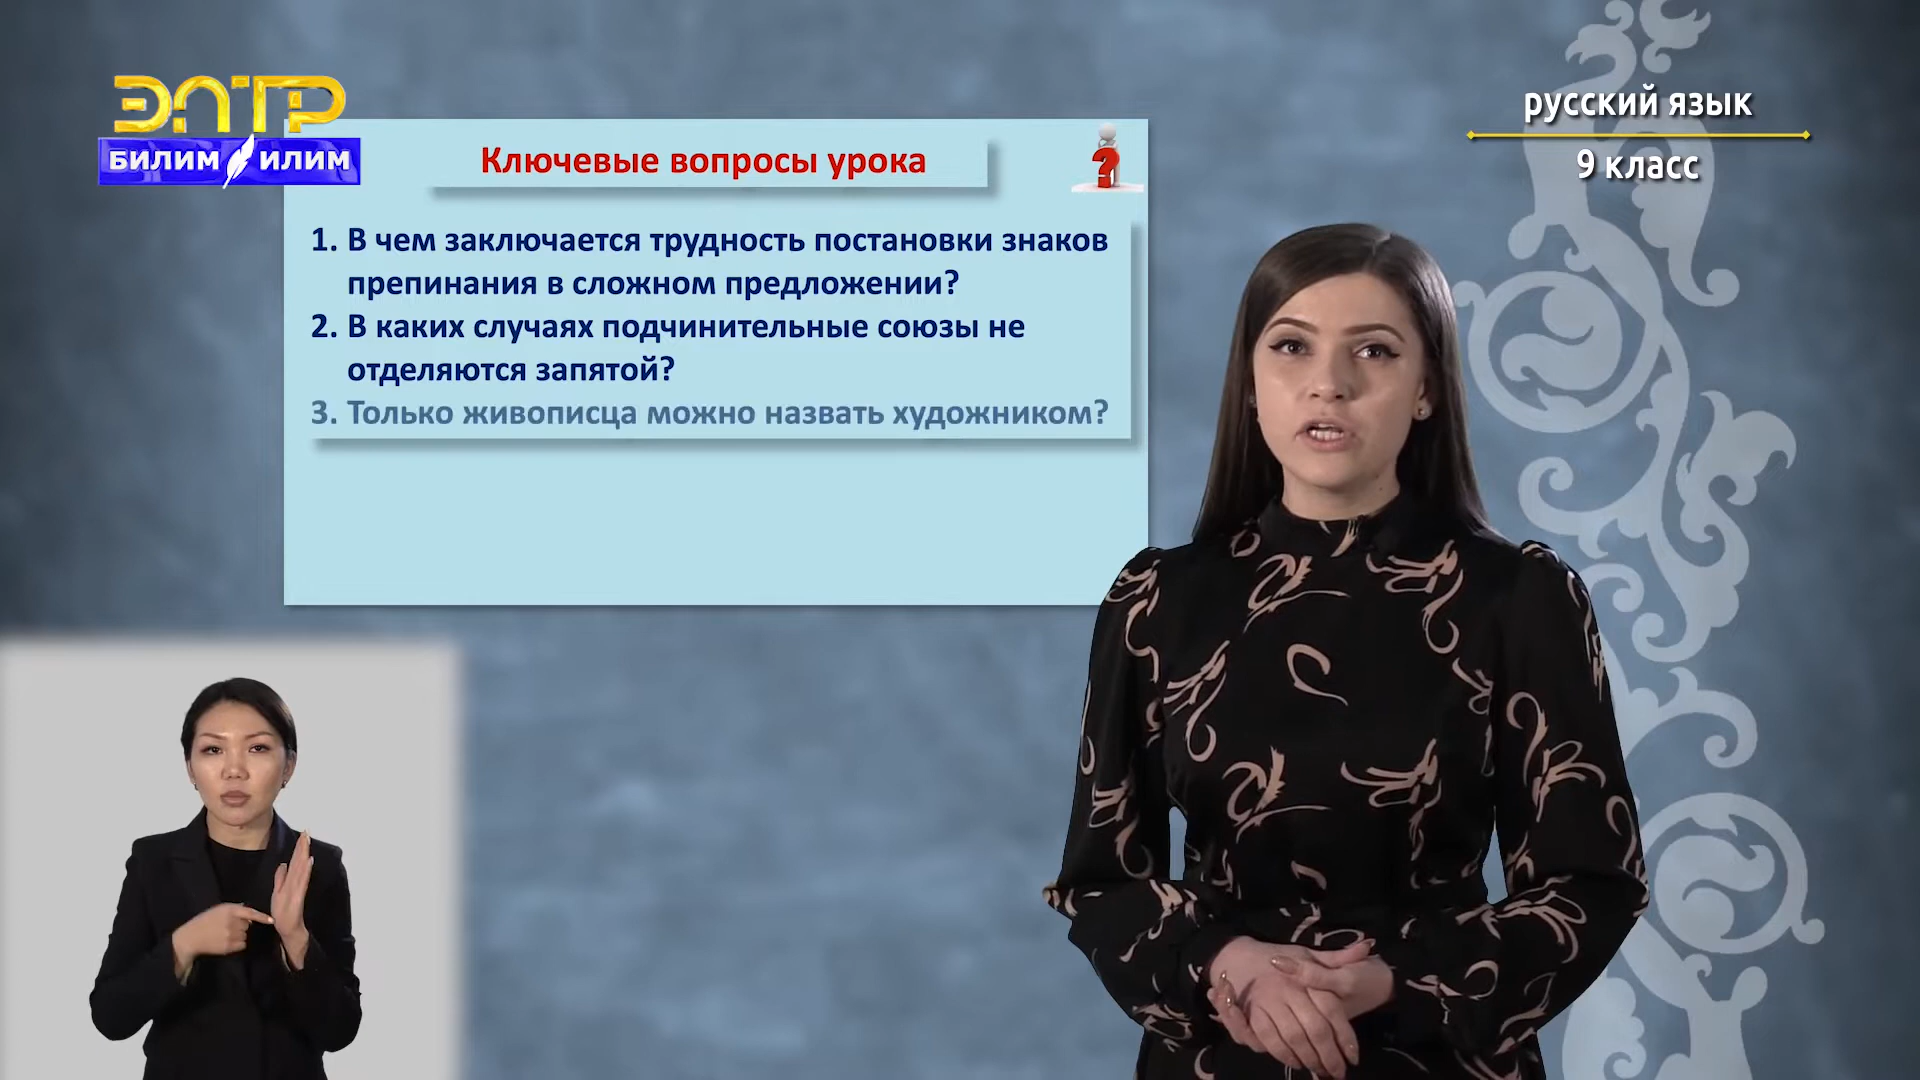 ЭЛТР
БИЛИМ ИЛИМ
русский язык
9 класс
Ключевые вопросы урока
1. В чем заключается трудность постановки знаков
препинания в сложном предложении?
2. В каких случаях подчинительные союзы не
отделяются запятой?
3. Только живописца можно назвать художником?